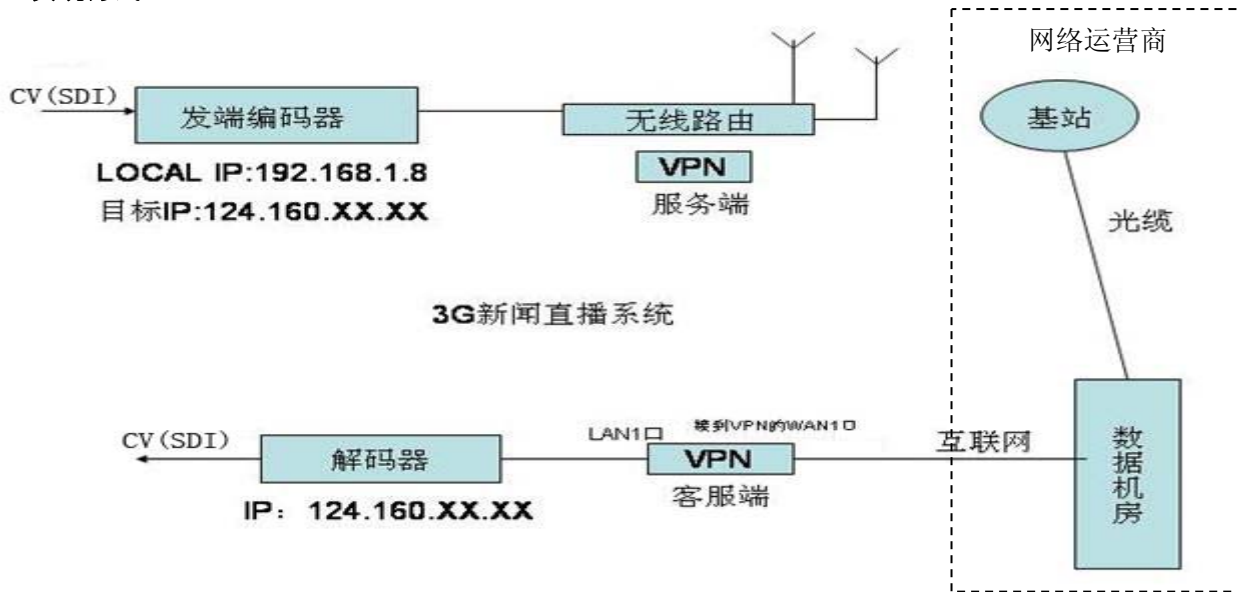 网络运营商
CV(SDI)
发端编码器
无线路由
基站
LOCAL IP:192.168.1.8
目标IP:124.160.XX.XX
VPN
服务端
光缆
3G新闻直播系统
CV(SDI)
解码器
LAN1口
接到VPN的WAN1口
VPN
客服端
互联网
数据机房
IP: 124.160.XX.XX